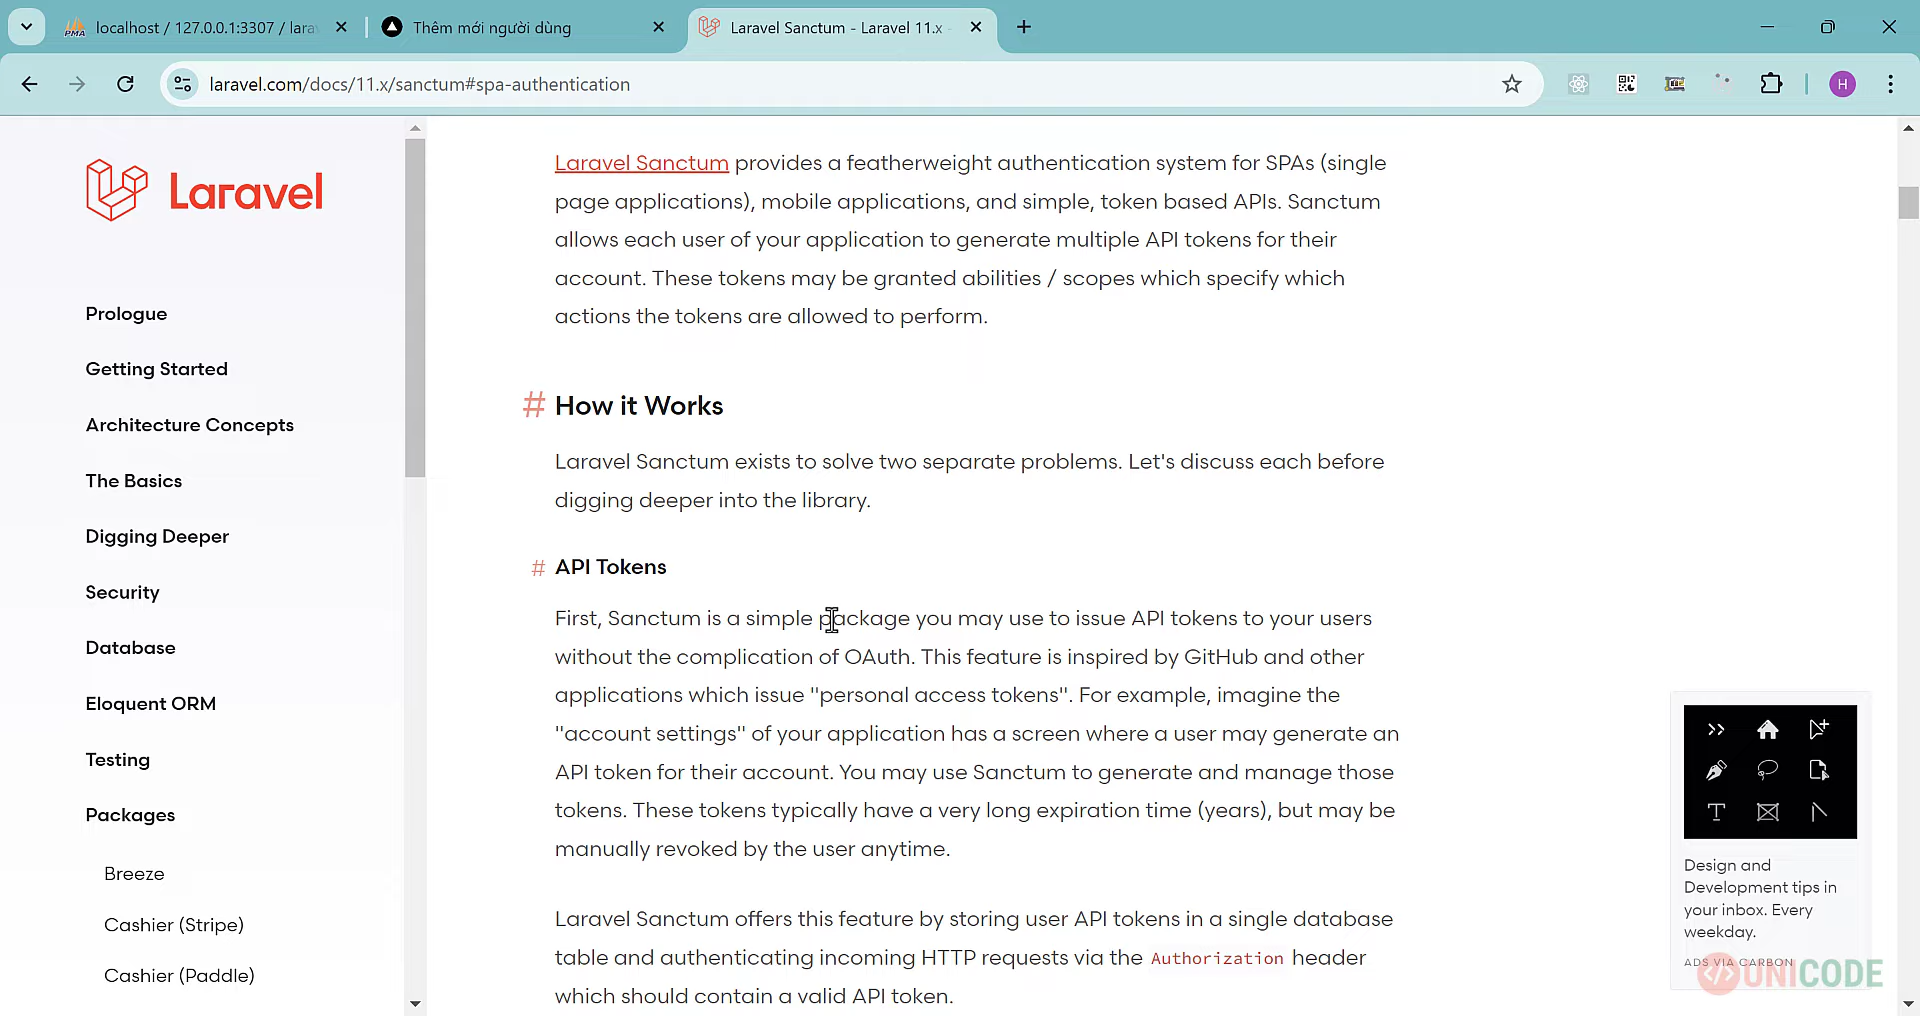 localhost / 127.0.0.1:3307 / lara
Thêm mới người dùng
Laravel Sanctum - Laravel 11.x -
laravel.com/docs/11.x/sanctum#spa-authentication
H
Laravel
Prologue
Getting Started
Architecture Concepts
The Basics
Digging Deeper
Security
Database
Eloquent ORM
Testing
Packages
Breeze
Cashier (Stripe)
Cashier (Paddle)
Laravel Sanctum provides a featherweight authentication system for SPAs (single
page applications), mobile applications, and simple, token based APIs. Sanctum
allows each user of your application to generate multiple API tokens for their
account. These tokens may be granted abilities / scopes which specify which
actions the tokens are allowed to perform.
# How it Works
Laravel Sanctum exists to solve two separate problems. Let's discuss each before
digging deeper into the library.
# API Tokens
First, Sanctum is a simple package you may use to issue API tokens to your users
without the complication of OAuth. This feature is inspired by GitHub and other
applications which issue "personal access tokens". For example, imagine the
"account settings" of your application has a screen where a user may generate an
API token for their account. You may use Sanctum to generate and manage those
tokens. These tokens typically have a very long expiration time (years), but may be
manually revoked by the user anytime.
Laravel Sanctum offers this feature by storing user API tokens in a single database
table and authenticating incoming HTTP requests via the Authorization header
which should contain a valid API token.
Design and
Development tips in
your inbox. Every
weekday.
ADS VIA CARBON
UNICODE